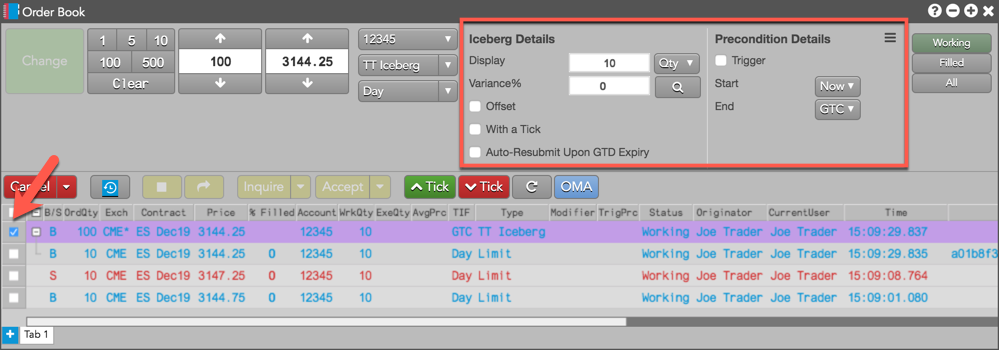 Order Book
Change
1 5 10
100 500
Clear
100
3144.25
12345
TT Iceberg
Day
Iceberg Details
Display 10 Qty
Variance% 0
Offset
With a Tick
Auto-Resubmit Upon GTD Expiry
Precondition Details
Trigger
Start Now
End GTC
Working
Filled
All
Cancel Inquire Accept Tick Tick OMA
B/S OrdQty Exch Contract Price % Filled Account WrkQty ExeQty AvgPrc TIF Type Modifier TrigPrc Status Originator CurrentUser Time
B 100 CME* ES Dec19 3144.25 12345 10 GTC TT Iceberg Working Joe Trader Joe Trader 15:09:29.837
B 10 CME ES Dec19 3144.25 0 12345 10 Day Limit Working Joe Trader Joe Trader 15:09:29.835 a01b8f3
S 10 CME ES Dec19 3147.25 0 12345 10 Day Limit Working Joe Trader Joe Trader 15:09:08.764
B 10 CME ES Dec19 3144.75 0 12345 10 Day Limit Working Joe Trader Joe Trader 15:09:01.080
Tab 1